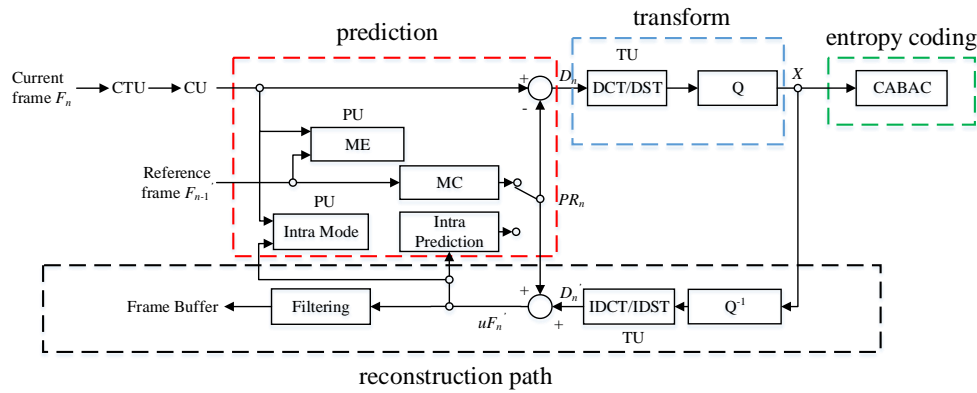 prediction
transform
entropy coding
Current
frame Fn
CTU
CU
+
-
Dn
TU
DCT/DST
Q
X
CABAC
PU
ME
Reference
frame Fn-1'
MC
PRn
PU
Intra Mode
Intra
Prediction
Frame Buffer
Filtering
uFn'
+
+
Dn'
IDCT/IDST
Q-1
TU
reconstruction path